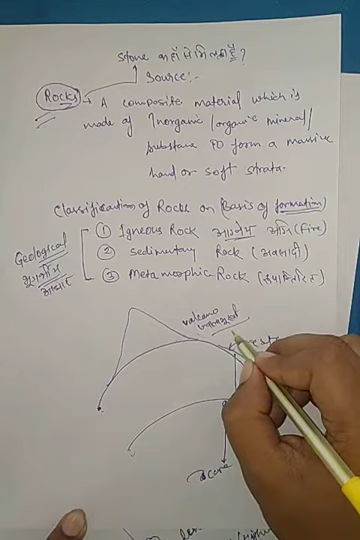 Stone कहाँ से मिलता है?
Source:-
Rocks → A composite material which is
made of Inorganic/organic mineral/
substance to form a massive
hard or soft strata.
Classification of Rocks on Basis of formation)
Geological
① Igneous Rock आग्नेय अग्नि (Fire)
② Sedimentary Rock (अवसादी)
③ Metamorphic Rock (रूपांतरित)
volcano
core